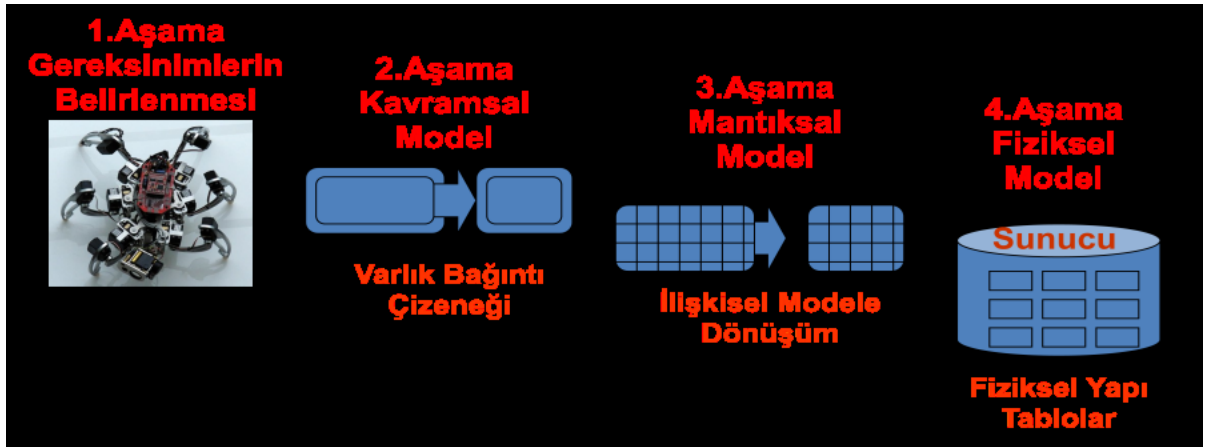 1.Aşama
Gereksinimlerin
Belirlenmesi
2.Aşama
Kavramsal
Model
Varlık Bağıntı
Çizeneği
3.Aşama
Mantıksal
Model
İlişkisel Modele
Dönüşüm
4.Aşama
Fiziksel
Model
Sunucu
Fiziksel Yapı
Tablolar